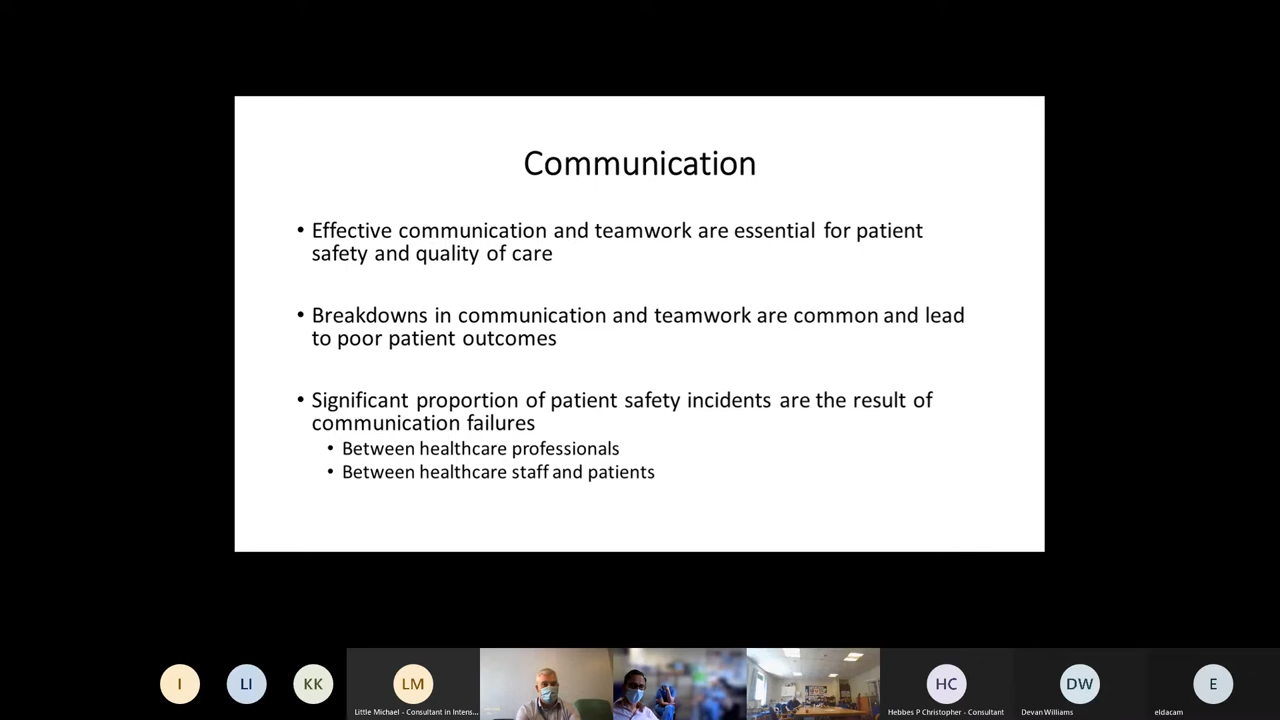 Communication
• Effective communication and teamwork are essential for patient
safety and quality of care
• Breakdowns in communication and teamwork are common and lead
to poor patient outcomes
• Significant proportion of patient safety incidents are the result of
communication failures
• Between healthcare professionals
• Between healthcare staff and patients
I
LI
KK
LM
HC
DW
E
Little Michael - Consultant in Intens...
Hebbes P Christopher - Consultant
Devan Williams
eldacam